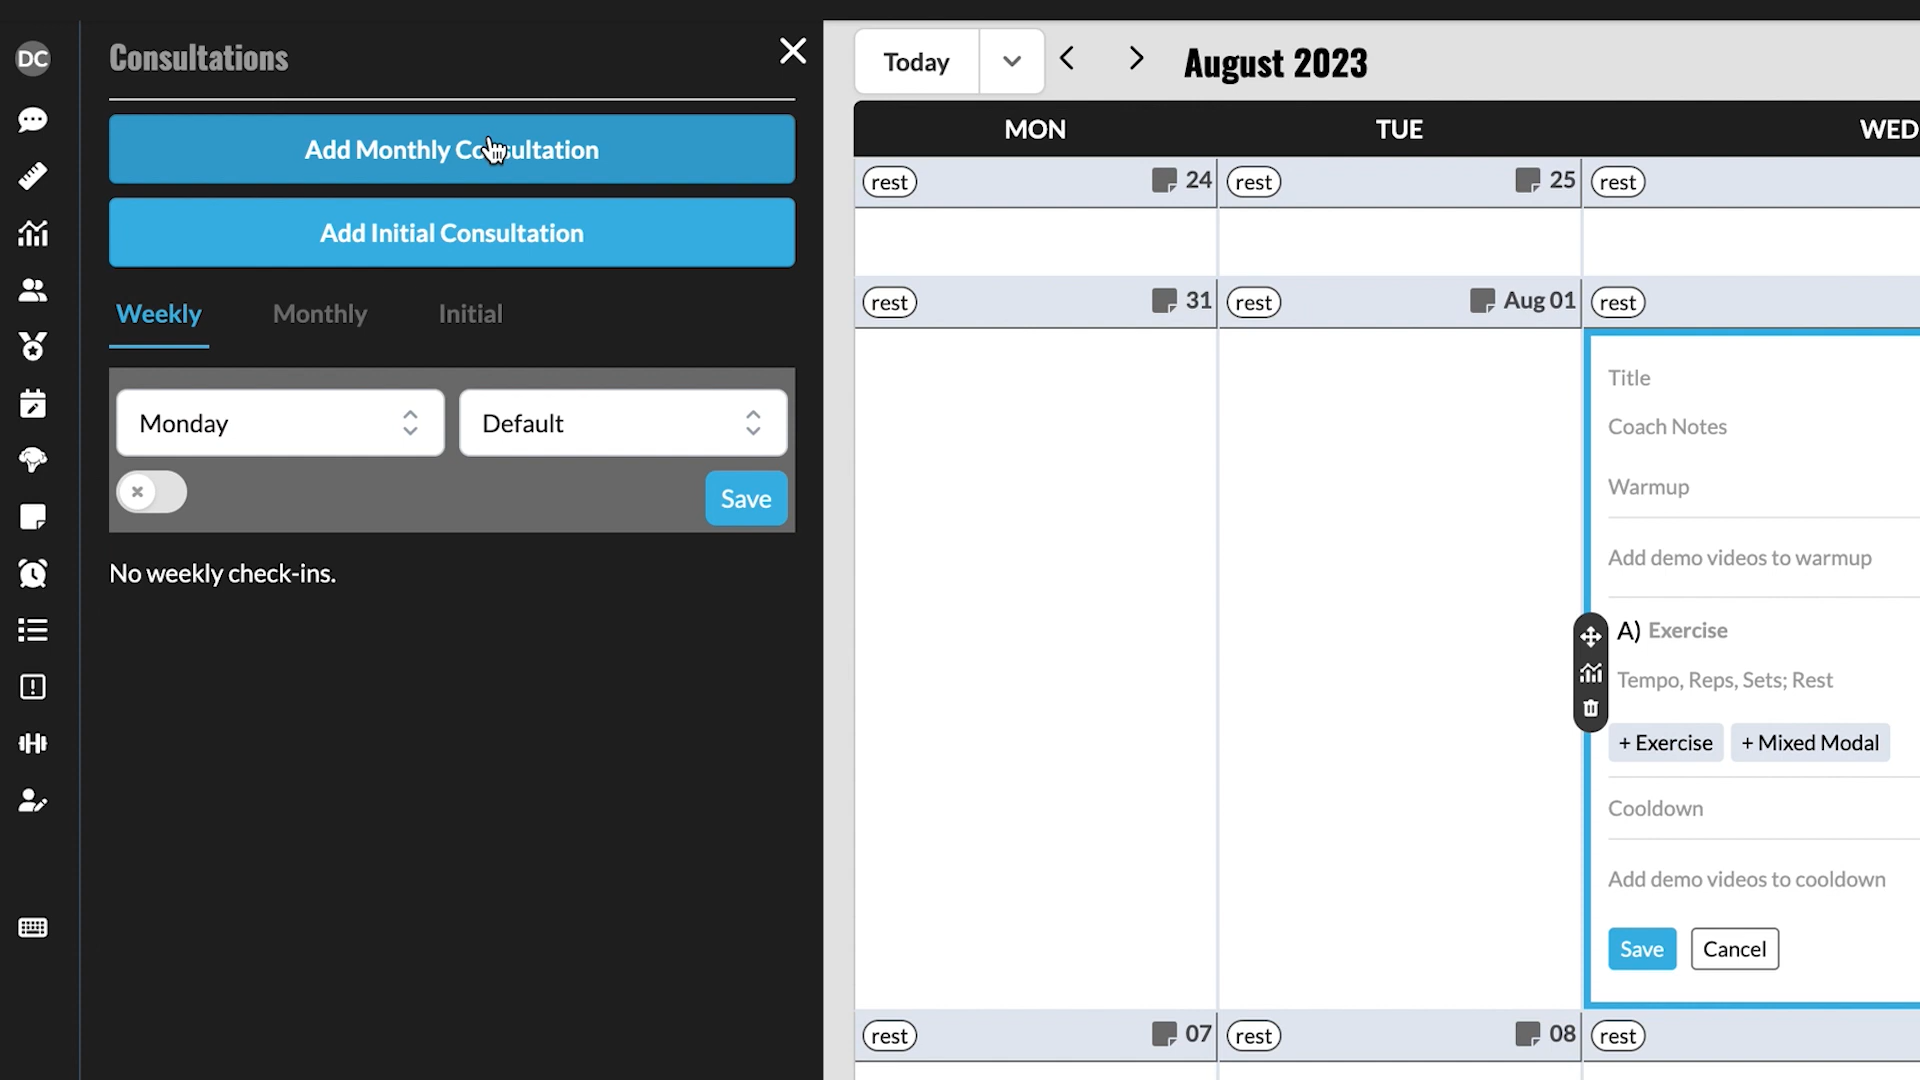 DC
Consultations
Add Monthly Consultation
Add Initial Consultation
Weekly Monthly Initial
Monday Default
Save
No weekly check-ins.
Today August 2023
MON TUE WED
rest 24 rest 25 rest
rest 31 rest Aug 01 rest
Title
Coach Notes
Warmup
Add demo videos to warmup
A) Exercise
Tempo, Reps, Sets; Rest
+ Exercise + Mixed Modal
Cooldown
Add demo videos to cooldown
Save Cancel
rest 07 rest 08 rest